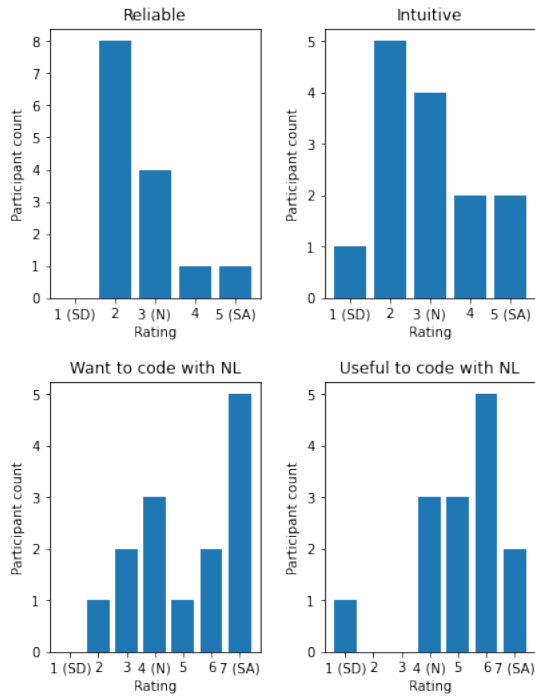 Reliable
8
7
6
5
4
3
2
1
0
Participant count
1 (SD) 2 3 (N) 4 5 (SA)
Rating
Intuitive
5
4
3
2
1
0
Participant count
1 (SD) 2 3 (N) 4 5 (SA)
Rating
Want to code with NL
5
4
3
2
1
0
Participant count
1 (SD) 2 3 4 (N) 5 6 7 (SA)
Rating
Useful to code with NL
5
4
3
2
1
0
Participant count
1 (SD) 2 3 4 (N) 5 6 7 (SA)
Rating